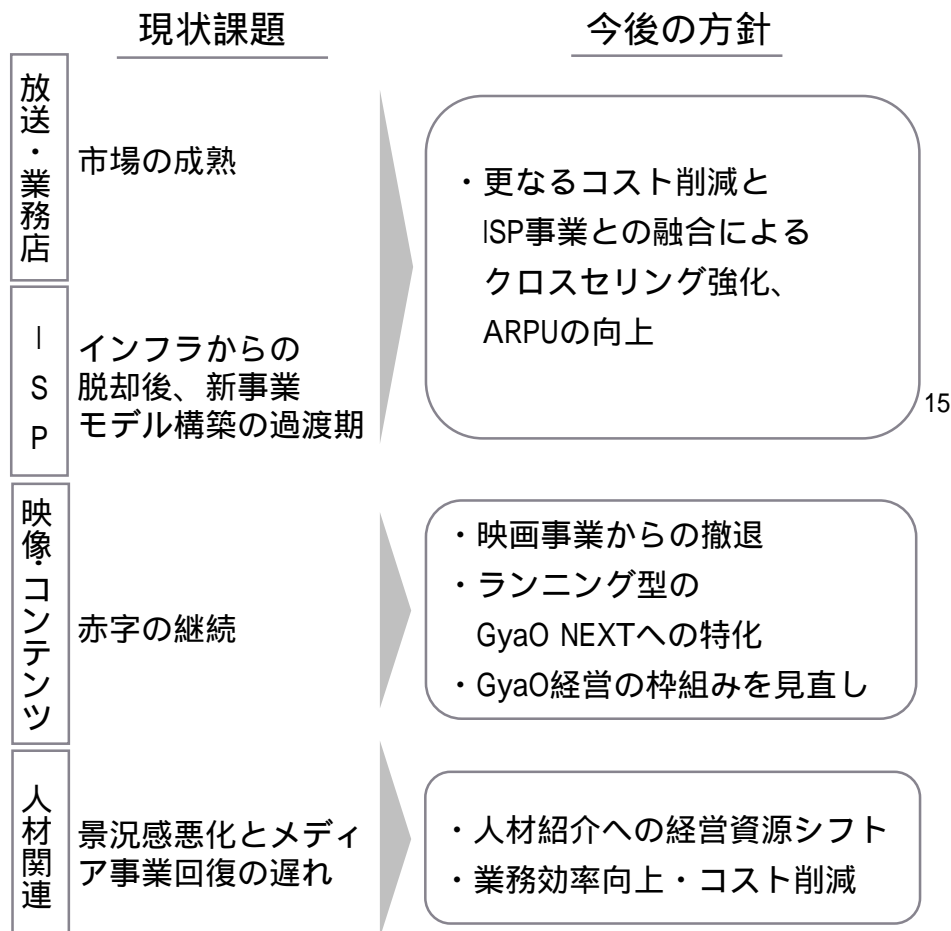 現状課題
今後の方針
放送・業務店
市場の成熟
・更なるコスト削減と
ISP事業との融合による
クロスセリング強化、
ARPUの向上
ISP
インフラからの
脱却後、新事業
モデル構築の過渡期
15
映像・コンテンツ
赤字の継続
・映画事業からの撤退
・ランニング型の
GyaO NEXTへの特化
・GyaO経営の枠組みを見直し
人材関連
景況感悪化とメディ
ア事業回復の遅れ
・人材紹介への経営資源シフト
・業務効率向上・コスト削減